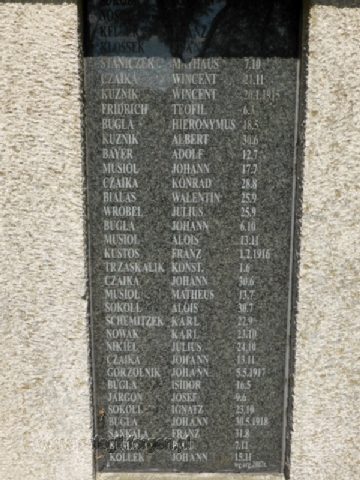 KLOSSEK
STANICZEK MATHAUS 7.10
CZAIKA WINCENT 21.11
KUZNIK WINCENT 20.1.1915
FRIDRICH TEOFIL 6.1
BUGLA HIERONYMUS 18.5
KUZNIK ALBERT 30.6
BAYER ADOLF 12.7
MUSIOL JOHANN 17.7
CZAIKA KONRAD 28.8
BIALAS WALENTIN 25.9
WROBEL JULIUS 25.9
BUGLA JOHANN 6.10
MUSIOL ALOIS 13.11
KUSTOS FRANZ 1.2.1916
TRZASKALIK KONST. 1.6
CZAIKA JOHANN 30.6
MUSIOL MATHEUS 13.7
SOKOLL ALOIS 30.7
SCHEMITZEK KARL 22.9
NOWAK KARL 23.10
NIKIEL JULIUS 24.10
CZAIKA JOHANN 13.11
GORZOLNIK JOHANN 5.5.1917
BUGLA ISIDOR 16.5
JARGON JOSEF 9.6
SOKOLL IGNATZ 23.10
BUGLA JOHANN 30.5.1918
SANKALA FRANZ 31.8
7.11
KOLLEK JOHANN 15.11